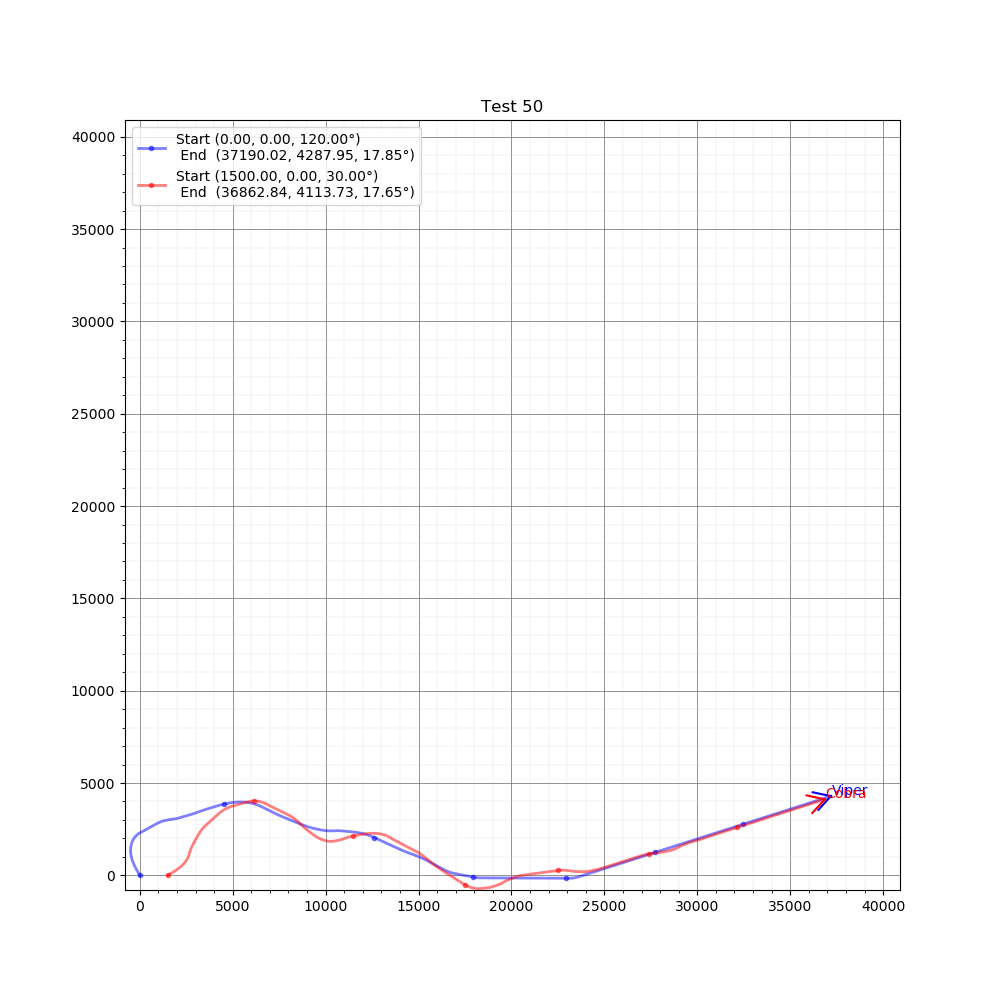 Test 50
Start (0.00, 0.00, 120.00°)
End (37190.02, 4287.95, 17.85°)
Start (1500.00, 0.00, 30.00°)
End (36862.84, 4113.73, 17.65°)
40000
35000
30000
25000
20000
15000
10000
5000
0
Viper
Cobra
0 5000 10000 15000 20000 25000 30000 35000 40000